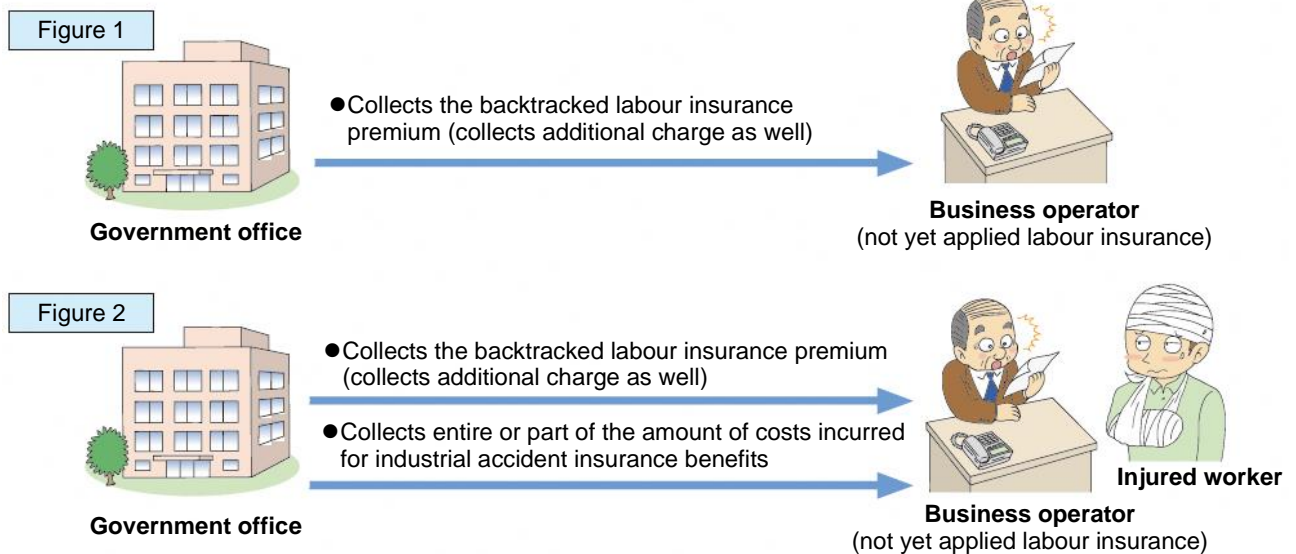 Figure 1
●Collects the backtracked labour insurance
premium (collects additional charge as well)
Government office
Business operator
(not yet applied labour insurance)
Figure 2
●Collects the backtracked labour insurance premium
(collects additional charge as well)
●Collects entire or part of the amount of costs incurred
for industrial accident insurance benefits
Injured worker
Government office
Business operator
(not yet applied labour insurance)